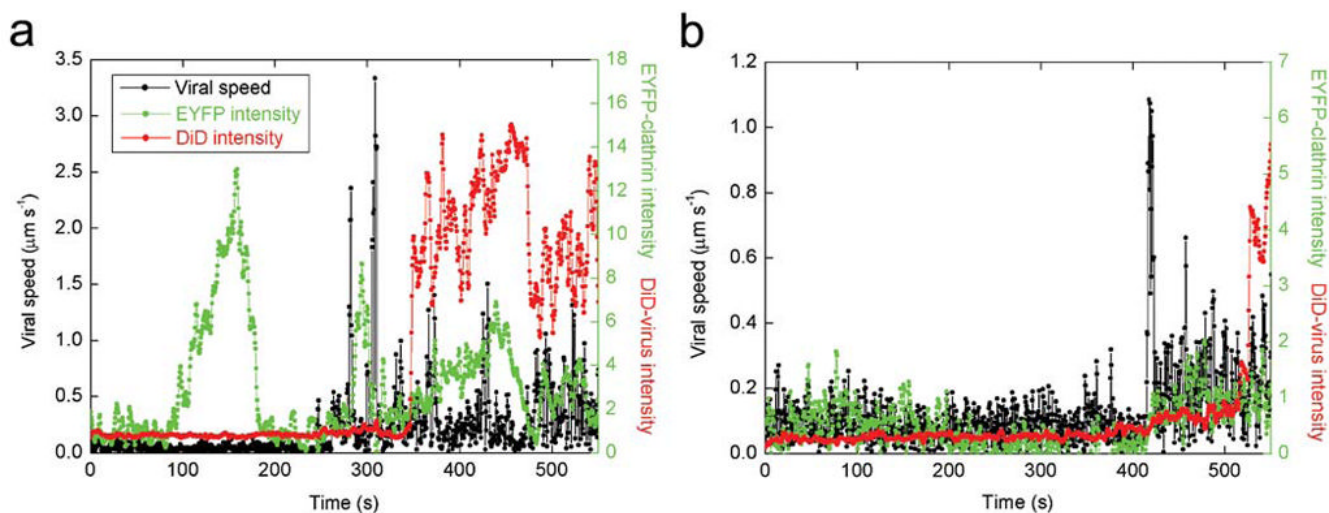 a
3.5
3.0
2.5
2.0
1.5
1.0
0.5
0.0
Viral speed (μm s⁻¹)
Viral speed
EYFP intensity
DiD intensity
18
16
14
12
10
8
6
4
2
0
EYFP-clathrin intensity
DiD-virus intensity
0 100 200 300 400 500
Time (s)
b
1.2
1.0
0.8
0.6
0.4
0.2
0.0
Viral speed (μm s⁻¹)
7
6
5
4
3
2
1
0
EYFP-clathrin intensity
DiD-virus intensity
0 100 200 300 400 500
Time (s)